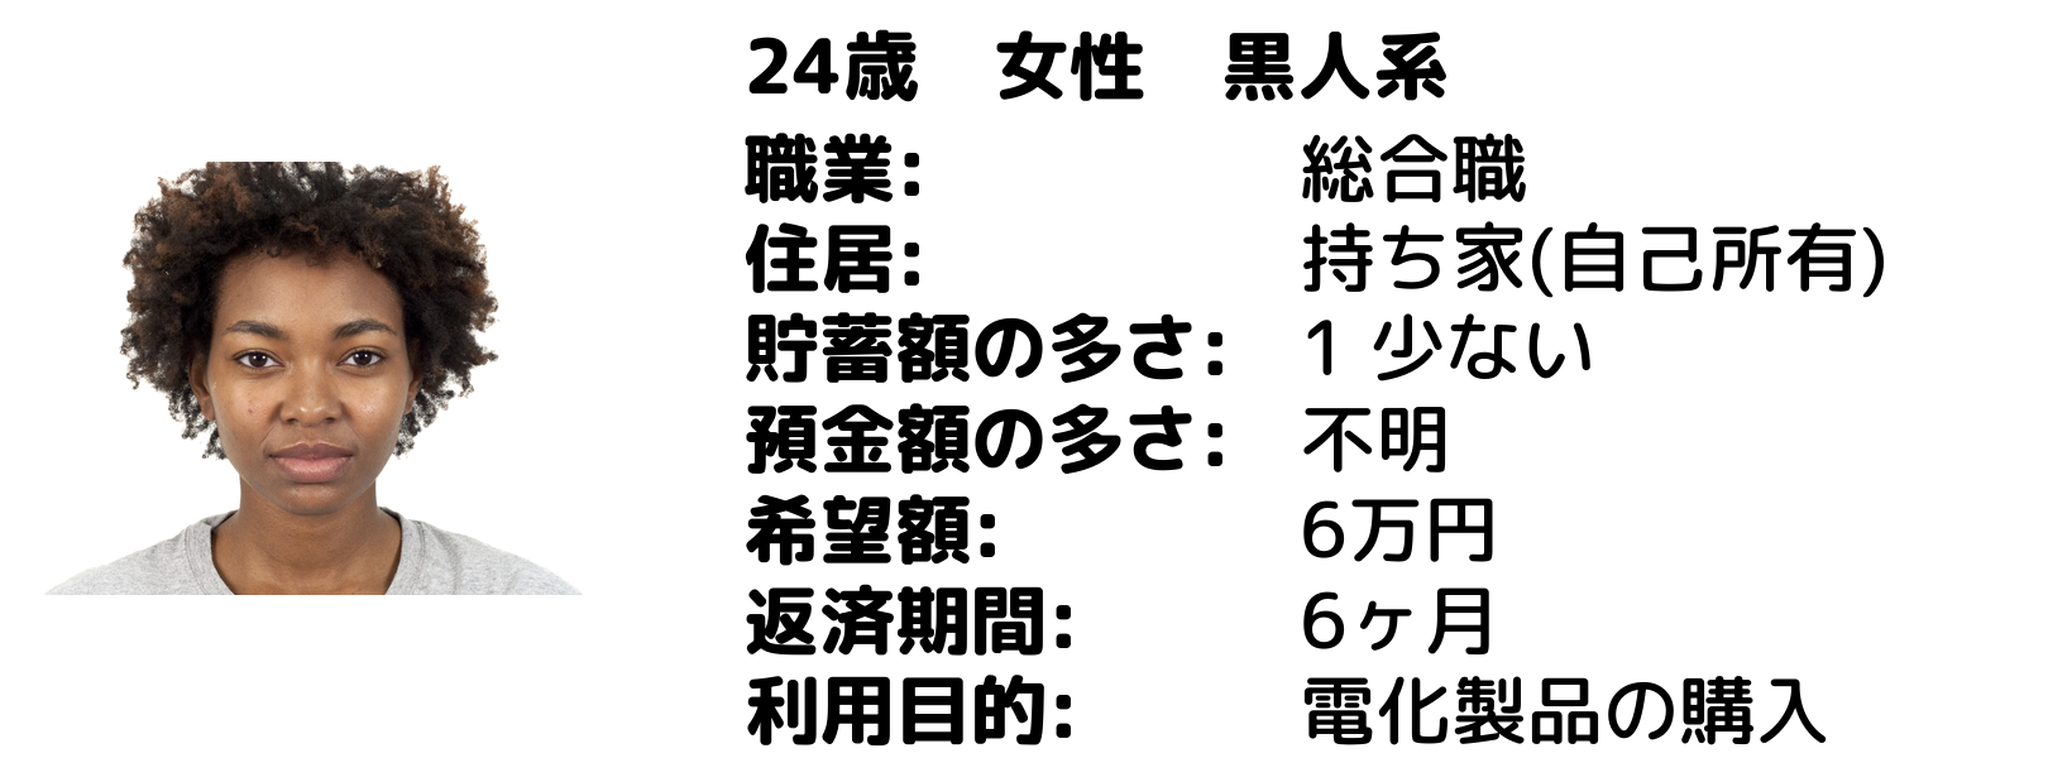 24歳　女性　黒人系
職業:　総合職
住居:　持ち家(自己所有)
貯蓄額の多さ:　1 少ない
預金額の多さ:　不明
希望額:　6万円
返済期間:　6ヶ月
利用目的:　電化製品の購入